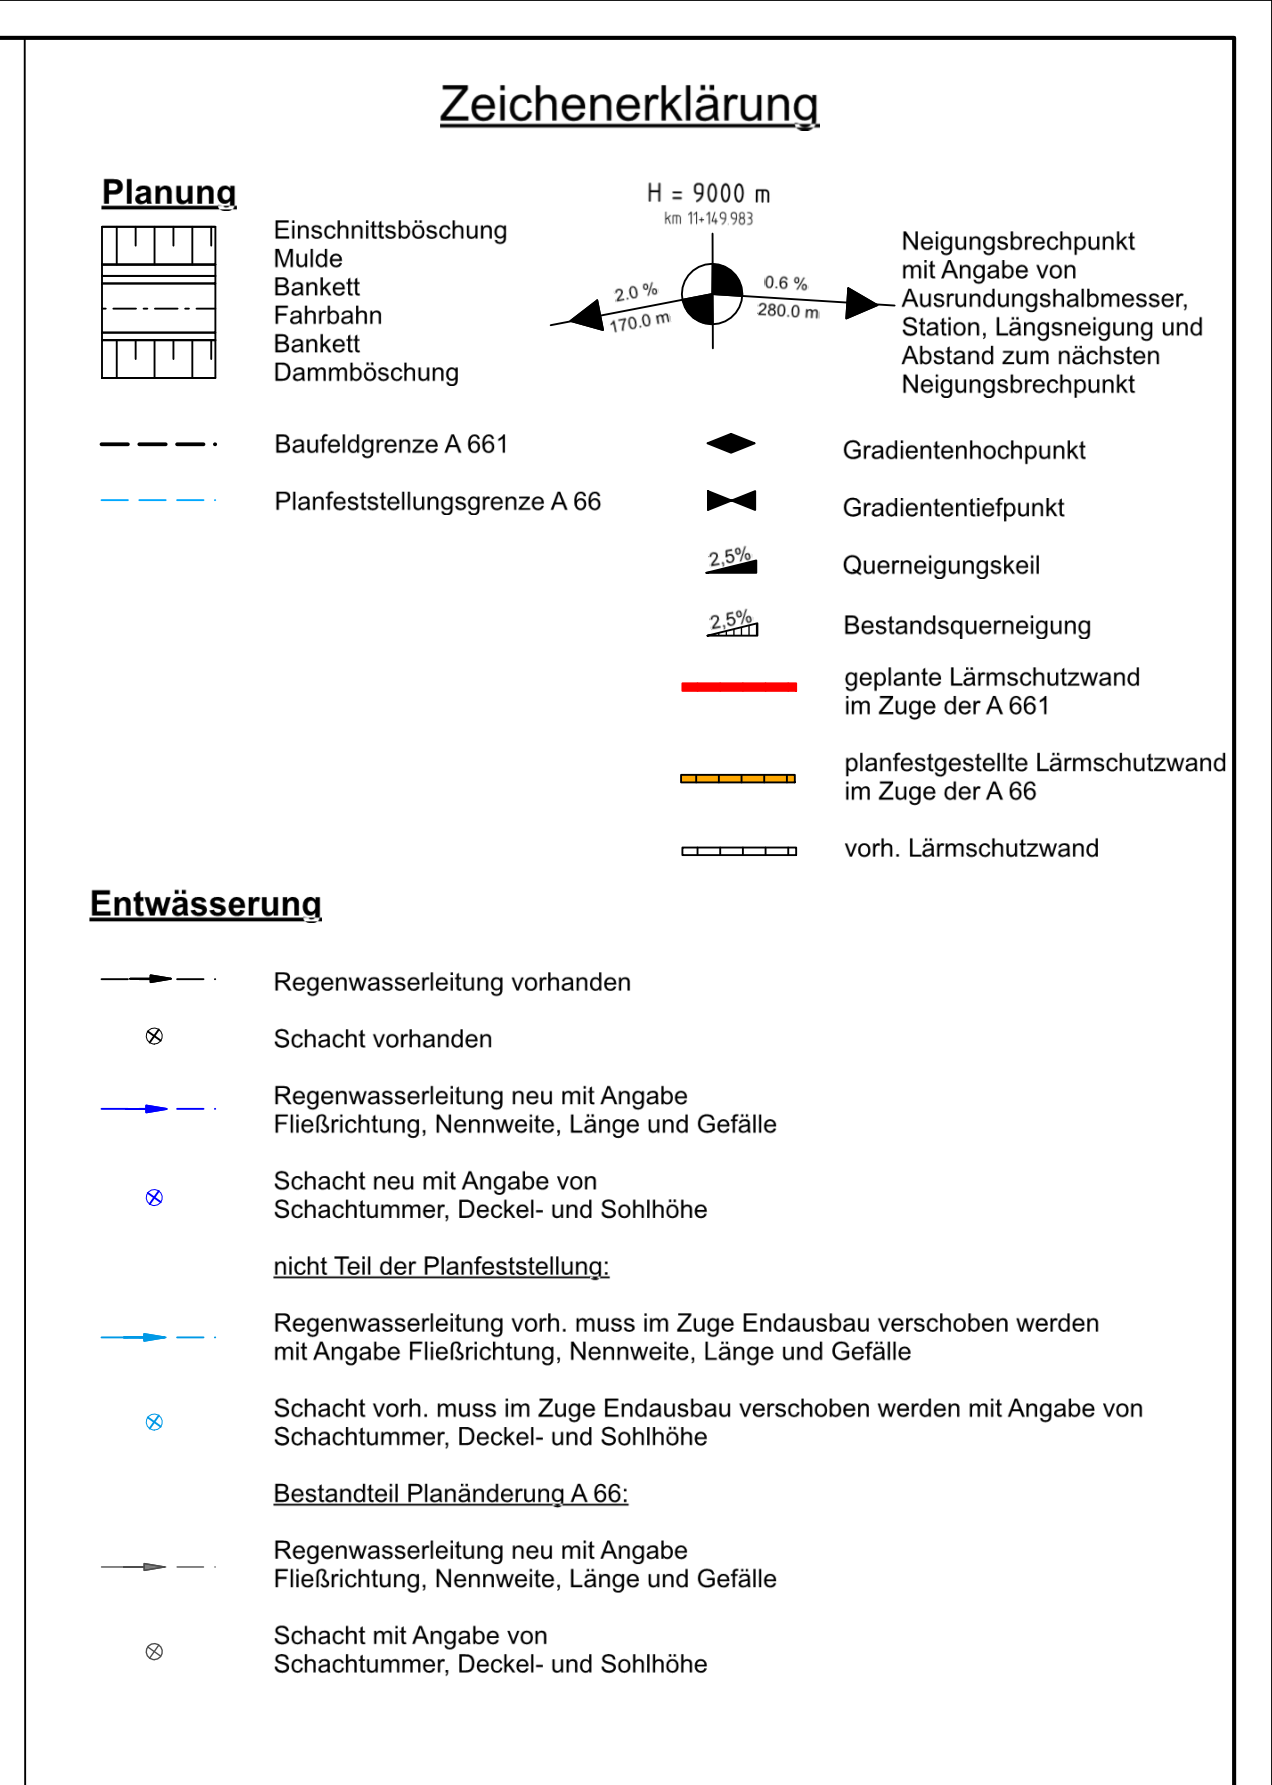 Zeichenerklärung
Planung
Einschnittsböschung
Mulde
Bankett
Fahrbahn
Bankett
Dammböschung
Baufeldgrenze A 661
Planfeststellungsgrenze A 66
H = 9000 m
km 11+149.983
2.0 %
170.0 m
0.6 %
280.0 m
Neigungsbrechpunkt
mit Angabe von
Ausrundungshalbmesser,
Station, Längsneigung und
Abstand zum nächsten
Neigungsbrechpunkt
Gradientenhochpunkt
Gradiententiefpunkt
2,5%
Querneigungskeil
2,5%
Bestandsquerneigung
geplante Lärmschutzwand
im Zuge der A 661
planfestgestellte Lärmschutzwand
im Zuge der A 66
vorh. Lärmschutzwand
Entwässerung
Regenwasserleitung vorhanden
Schacht vorhanden
Regenwasserleitung neu mit Angabe
Fließrichtung, Nennweite, Länge und Gefälle
Schacht neu mit Angabe von
Schachtummer, Deckel- und Sohlhöhe
nicht Teil der Planfeststellung:
Regenwasserleitung vorh. muss im Zuge Endausbau verschoben werden
mit Angabe Fließrichtung, Nennweite, Länge und Gefälle
Schacht vorh. muss im Zuge Endausbau verschoben werden mit Angabe von
Schachtummer, Deckel- und Sohlhöhe
Bestandteil Planänderung A 66:
Regenwasserleitung neu mit Angabe
Fließrichtung, Nennweite, Länge und Gefälle
Schacht mit Angabe von
Schachtummer, Deckel- und Sohlhöhe